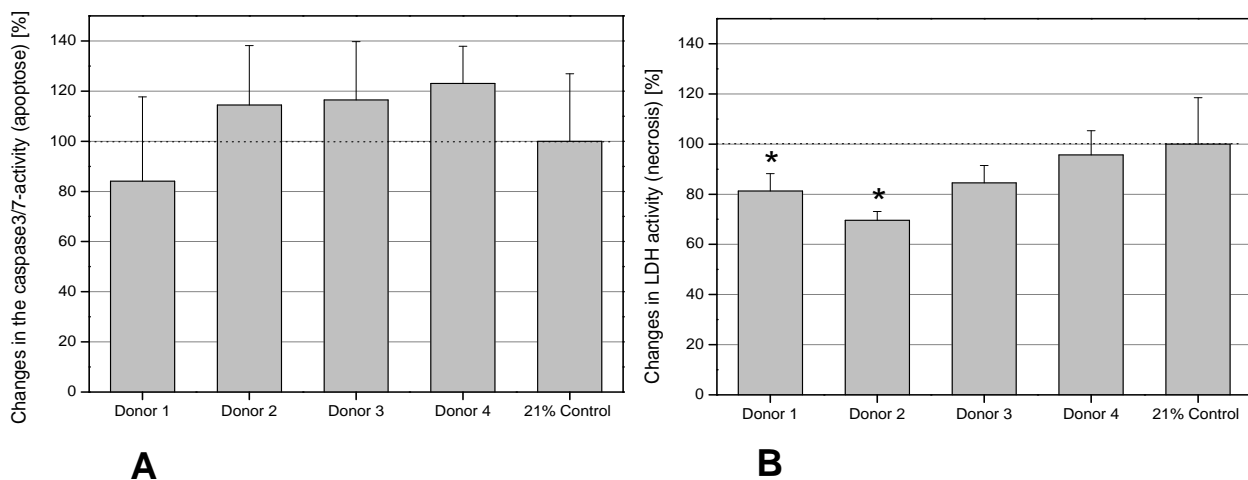 Changes in the caspase3/7-activity (apoptose) [%]
140
120
100
80
60
40
20
0
Donor 1 Donor 2 Donor 3 Donor 4 21% Control
A
Changes in LDH activity (necrosis) [%]
140
120
100
80
60
40
20
0
* *
Donor 1 Donor 2 Donor 3 Donor 4 21% Control
B